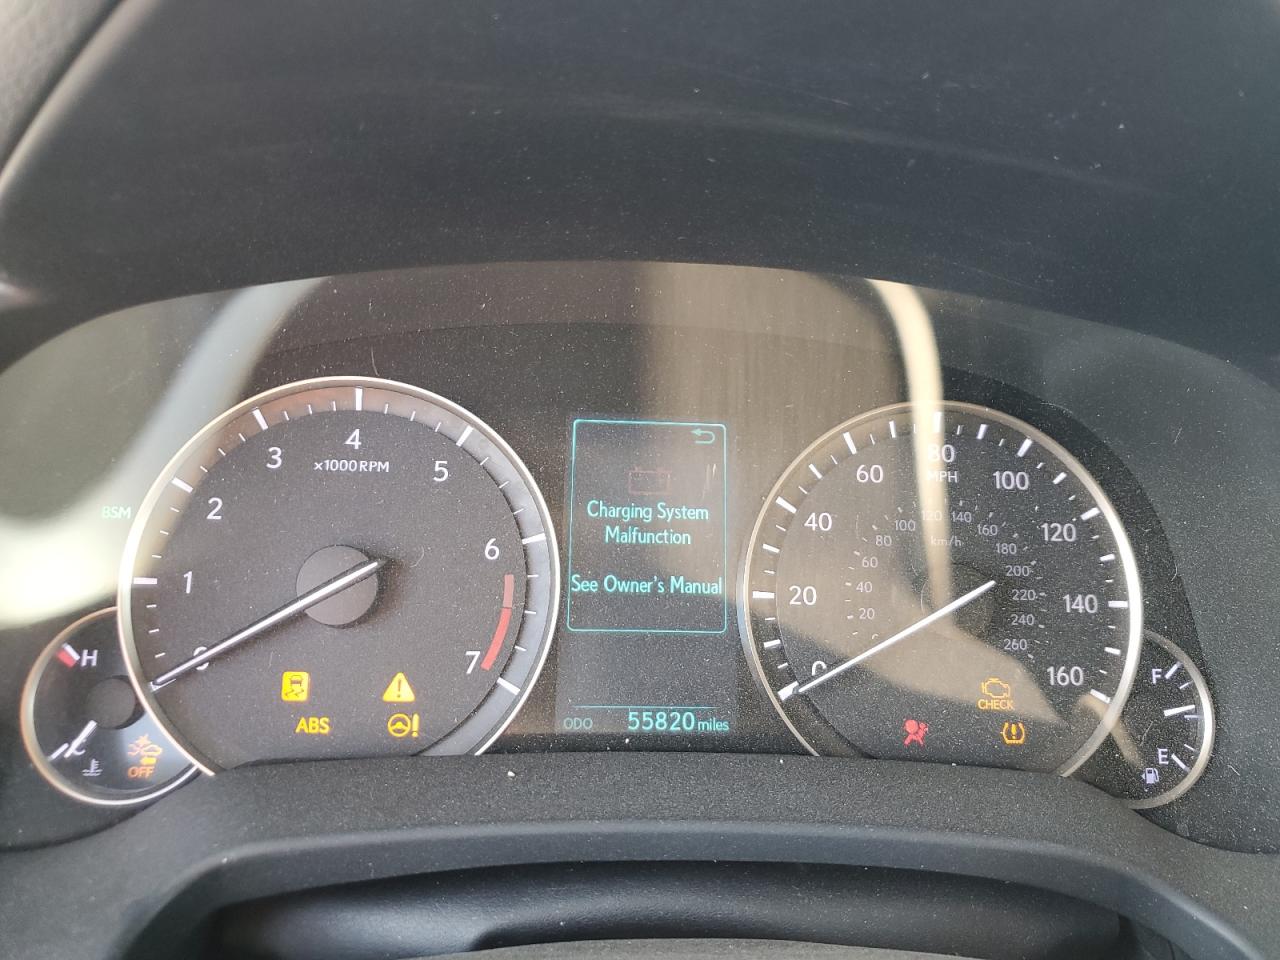 4
3
5
x1000RPM
2
6
1
0
7
BSM
H
ABS
OFF
Charging System
Malfunction
See Owner's Manual
ODO 55820 miles
80
MPH
60
100
40
120
20
140
0
160
120
100
140
80
160
km/h
60
180
40
200
20
220
240
260
CHECK
F
E